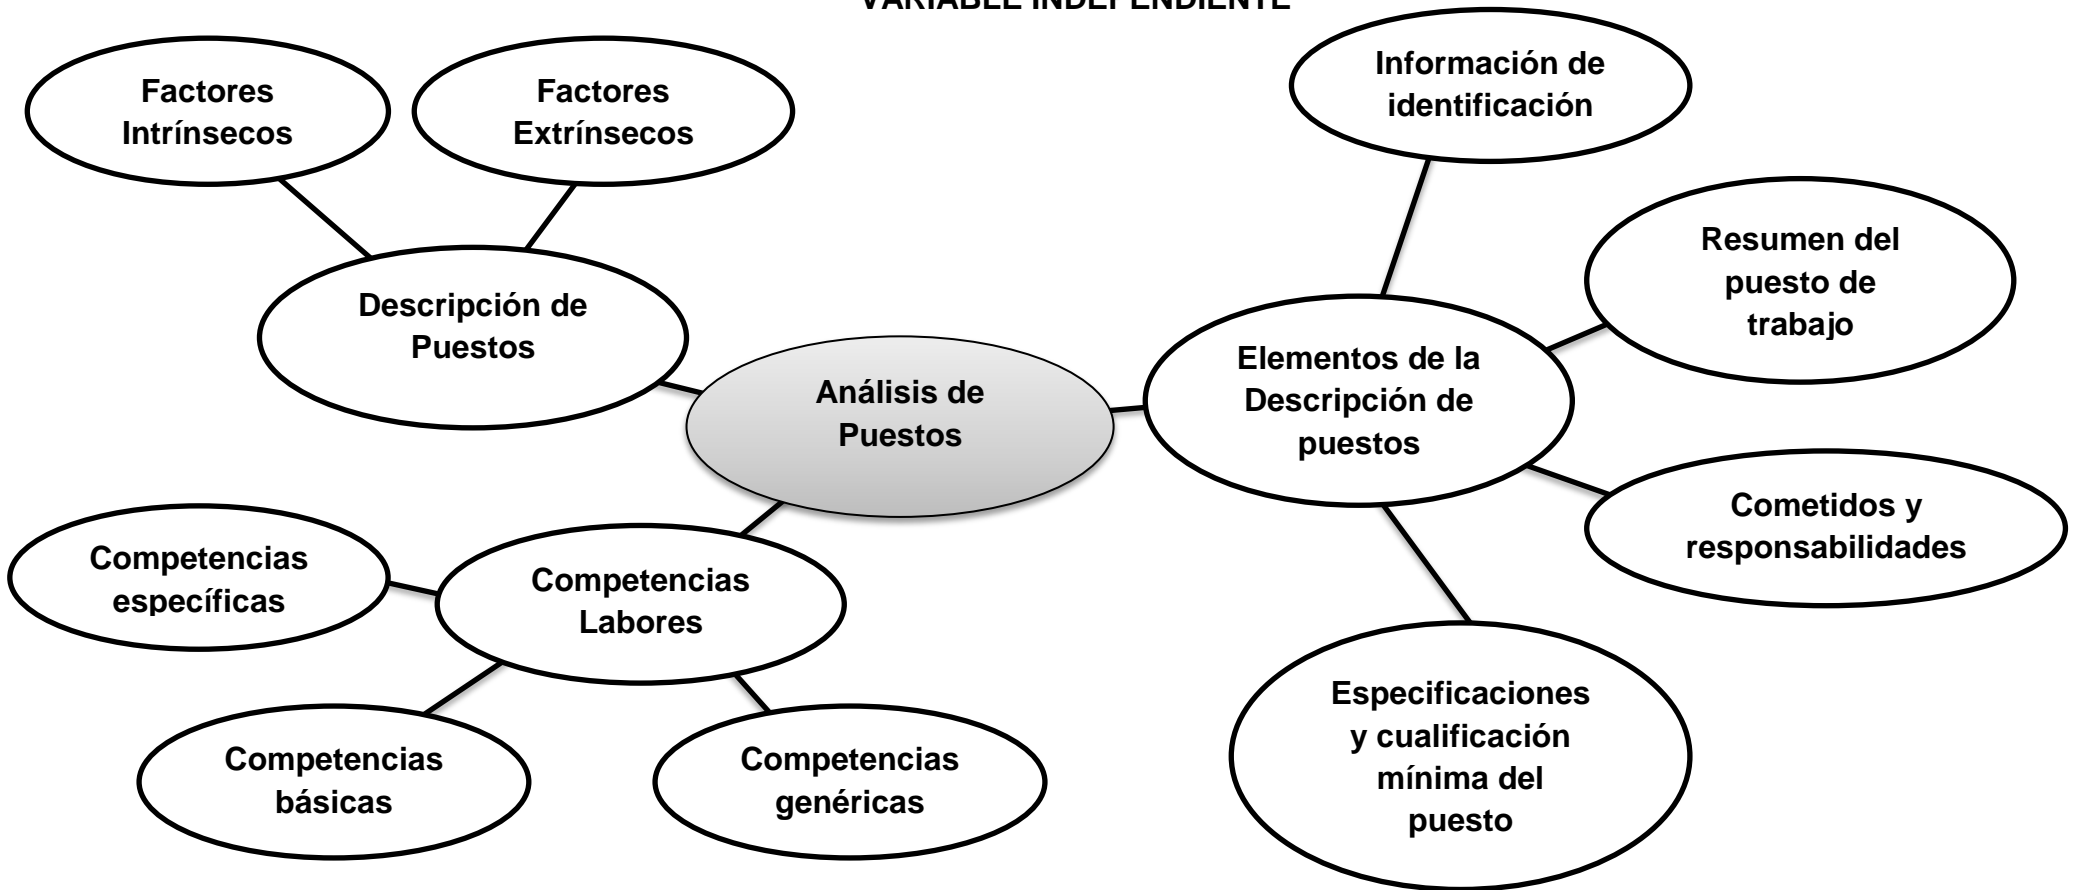 VARIABLE INDEPENDIENTE
Factores
Intrínsecos
Factores
Extrínsecos
Descripción de
Puestos
Análisis de
Puestos
Competencias
Labores
Competencias
específicas
Competencias
básicas
Competencias
genéricas
Elementos de la
Descripción de
puestos
Información de
identificación
Resumen del
puesto de
trabajo
Cometidos y
responsabilidades
Especificaciones
y cualificación
mínima del
puesto